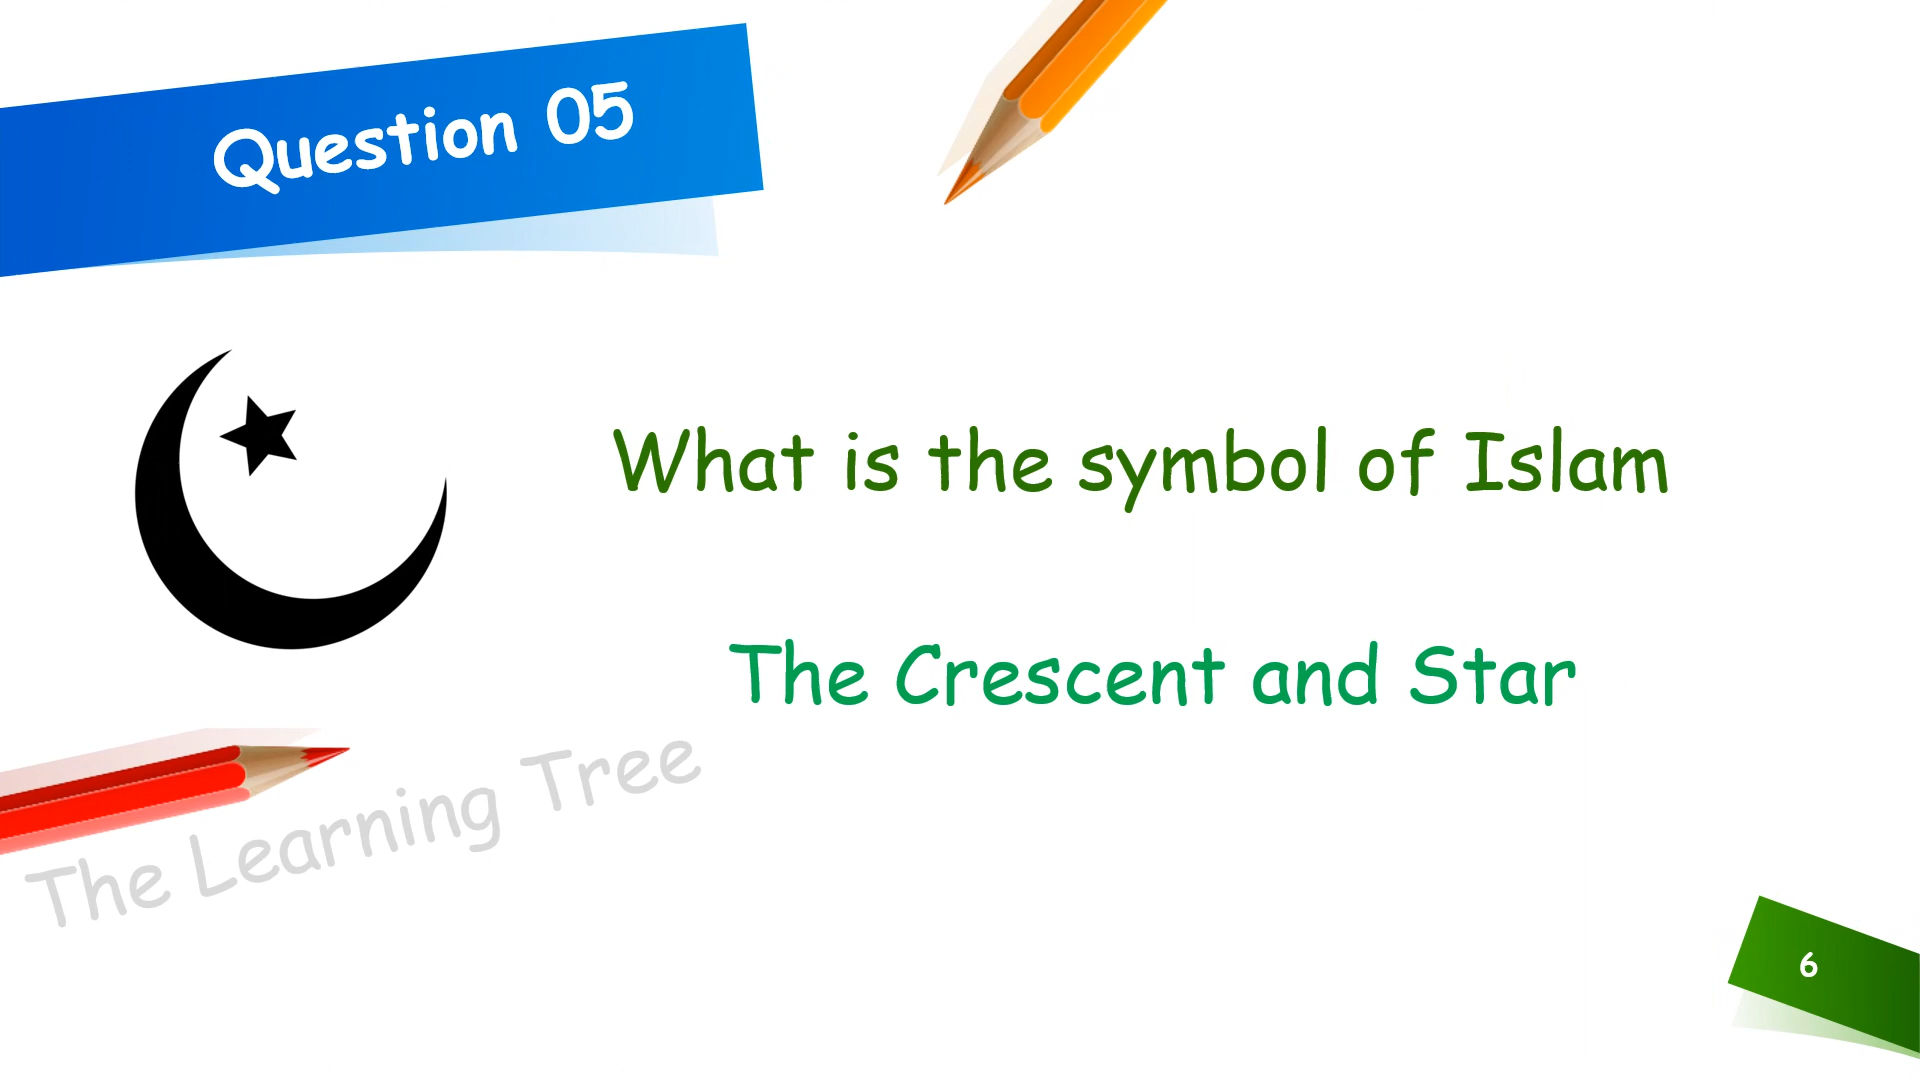 Question 05
What is the symbol of Islam
The Crescent and Star
The Learning Tree
6